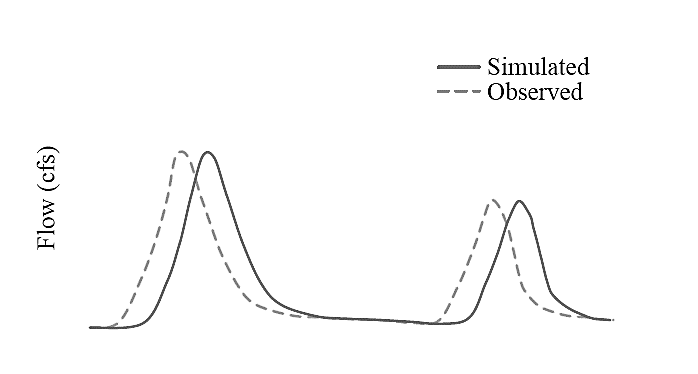 Simulated
Observed
Flow (cfs)